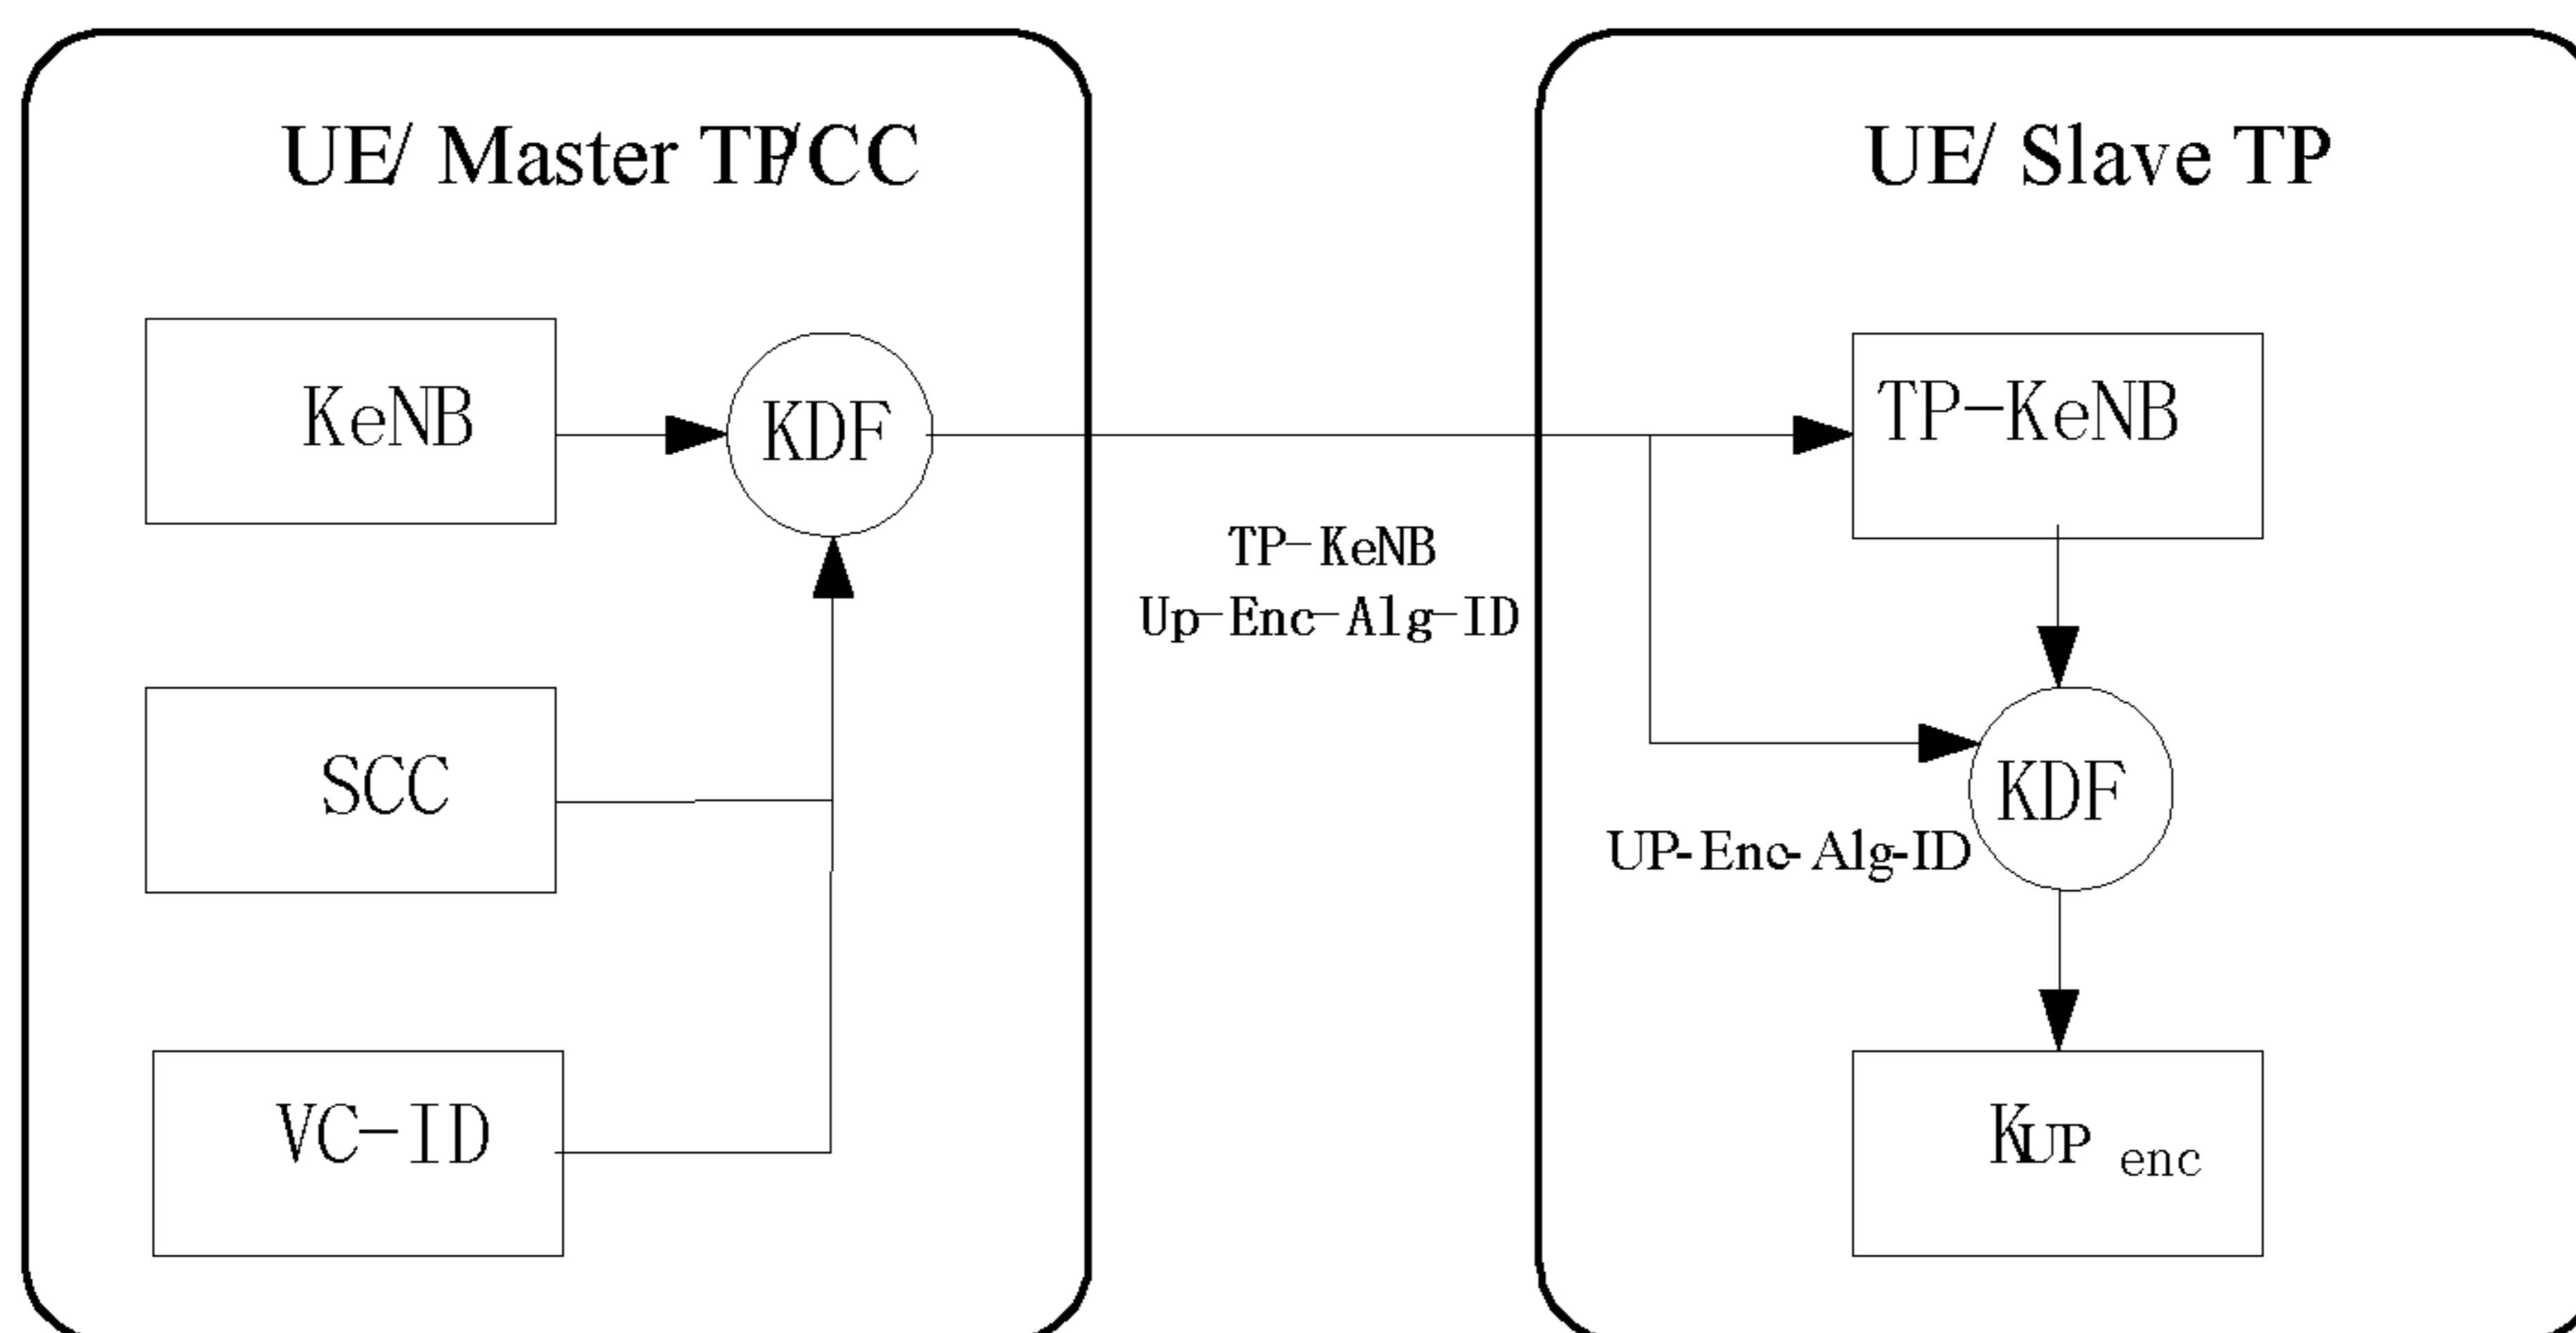 UE/ Master TP/CC
KeNB
KDF
SCC
VC-ID
TP-KeNB
Up-Enc-Alg-ID
UE/ Slave TP
TP-KeNB
KDF
UP-Enc-Alg-ID
KUP enc